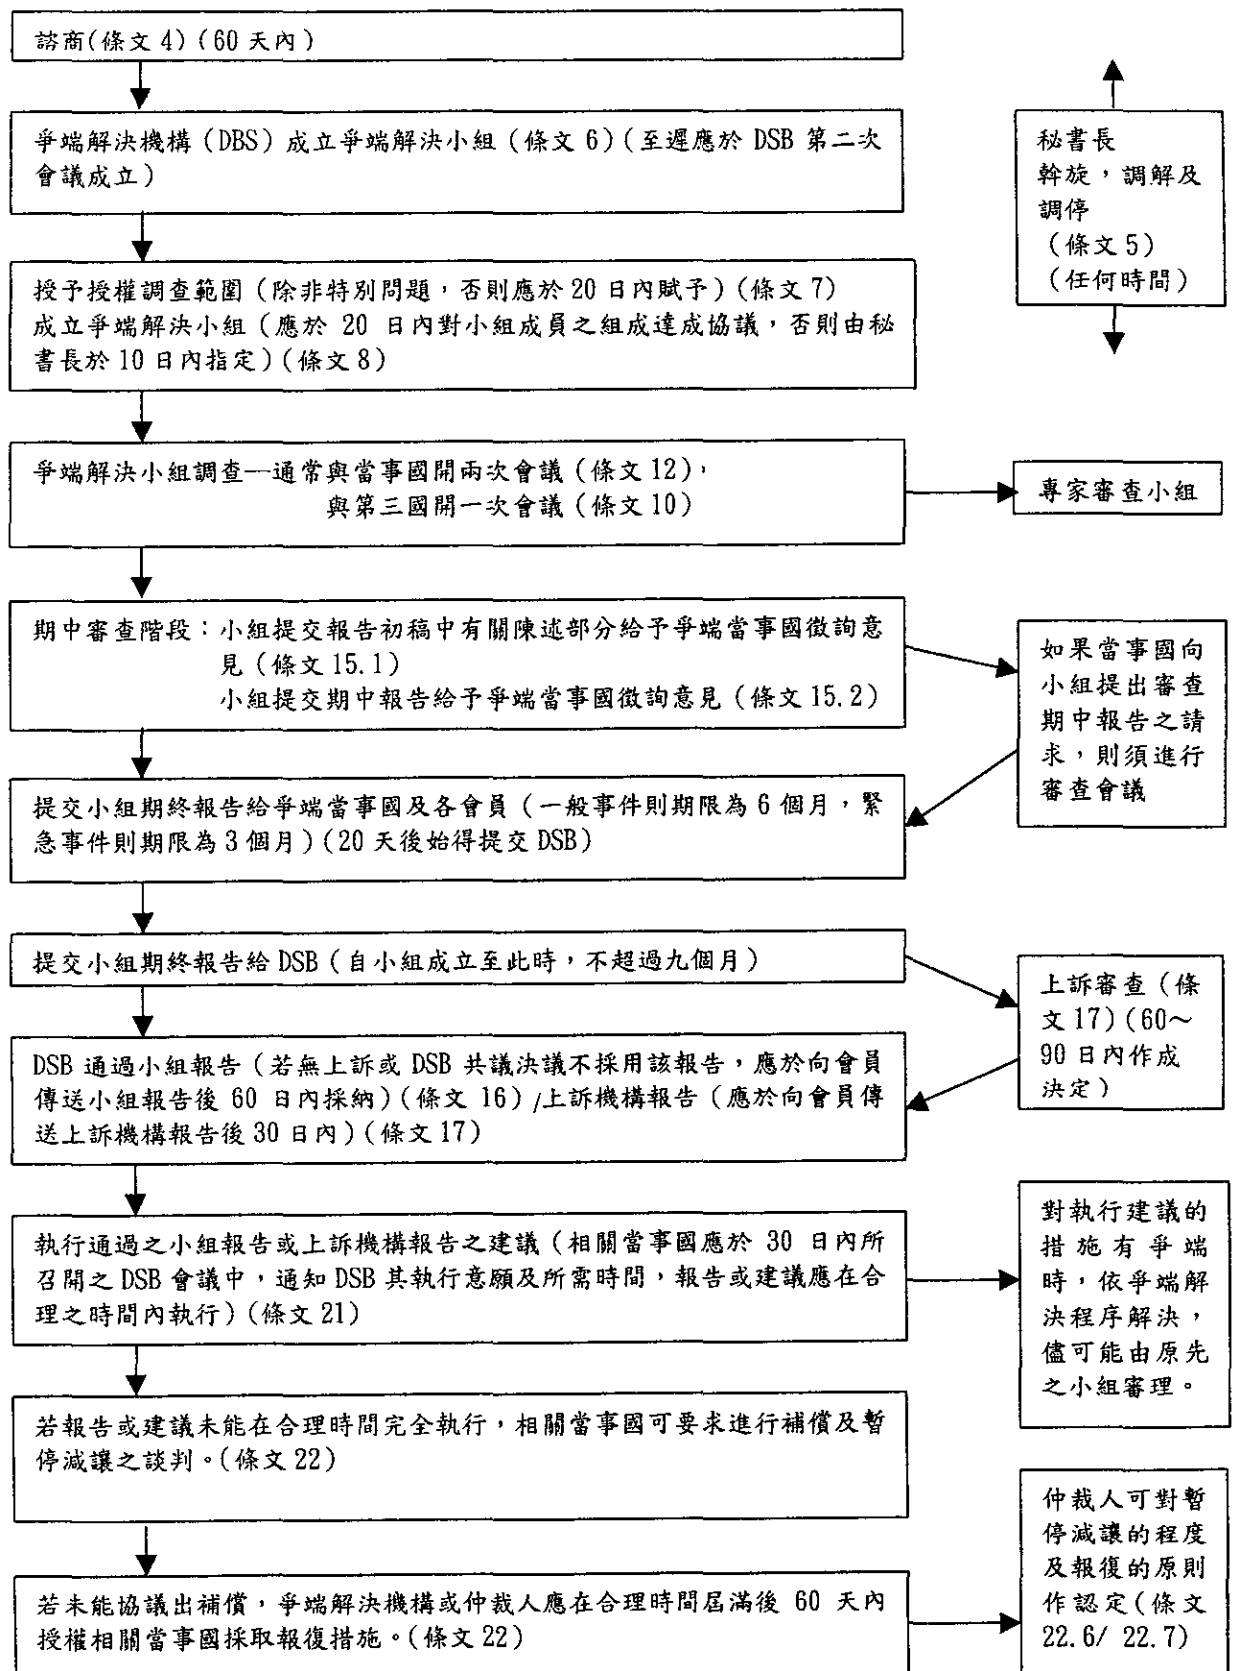 諮商(條文 4)(60 天內)
爭端解決機構(DBS)成立爭端解決小組(條文 6)(至遲應於 DSB 第二次
會議成立)
秘書長
斡旋,調解及
調停
(條文 5)
(任何時間)
授予授權調查範圍(除非特別問題,否則應於 20 日內賦予)(條文 7)
成立爭端解決小組(應於 20 日內對小組成員之組成達成協議,否則由秘
書長於 10 日內指定)(條文 8)
爭端解決小組調查—通常與當事國開兩次會議(條文 12),
與第三國開一次會議(條文 10)
專家審查小組
期中審查階段:小組提交報告初稿中有關陳述部分給予爭端當事國徵詢意
見(條文 15.1)
小組提交期中報告給予爭端當事國徵詢意見(條文 15.2)
如果當事國向
小組提出審查
期中報告之請
求,則須進行
審查會議
提交小組期終報告給爭端當事國及各會員(一般事件則期限為 6 個月,緊
急事件則期限為 3 個月)(20 天後始得提交 DSB)
提交小組期終報告給 DSB(自小組成立至此時,不超過九個月)
上訴審查(條
文 17)(60～
90 日內作成
決定)
DSB 通過小組報告(若無上訴或 DSB 共議決議不採用該報告,應於向會員
傳送小組報告後 60 日內採納)(條文 16)/上訴機構報告(應於向會員傳
送上訴機構報告後 30 日內)(條文 17)
執行通過之小組報告或上訴機構報告之建議(相關當事國應於 30 日內所
召開之 DSB 會議中,通知 DSB 其執行意願及所需時間,報告或建議應在合
理之時間內執行)(條文 21)
對執行建議的
措施有爭端
時,依爭端解
決程序解決,
儘可能由原先
之小組審理。
若報告或建議未能在合理時間完全執行,相關當事國可要求進行補償及暫
停減讓之談判。(條文 22)
若未能協議出補償,爭端解決機構或仲裁人應在合理時間屆滿後 60 天內
授權相關當事國採取報復措施。(條文 22)
仲裁人可對暫
停減讓的程度
及報復的原則
作認定(條文
22.6/ 22.7)